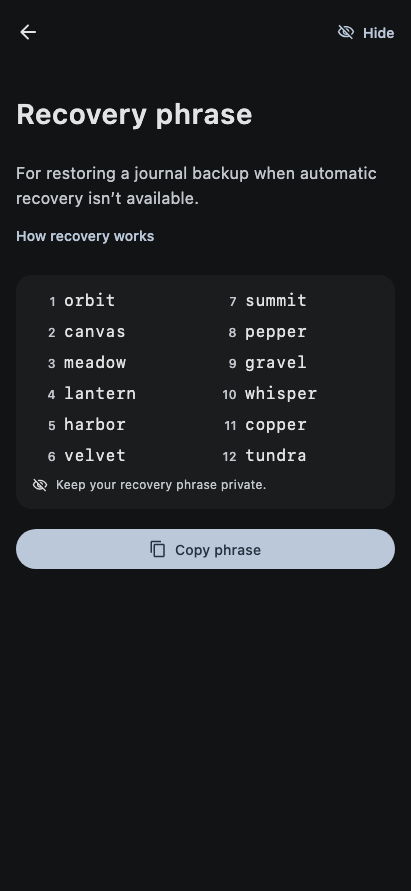 Hide
Recovery phrase
For restoring a journal backup when automatic
recovery isn’t available.
How recovery works
1 orbit
2 canvas
3 meadow
4 lantern
5 harbor
6 velvet
7 summit
8 pepper
9 gravel
10 whisper
11 copper
12 tundra
Keep your recovery phrase private.
Copy phrase